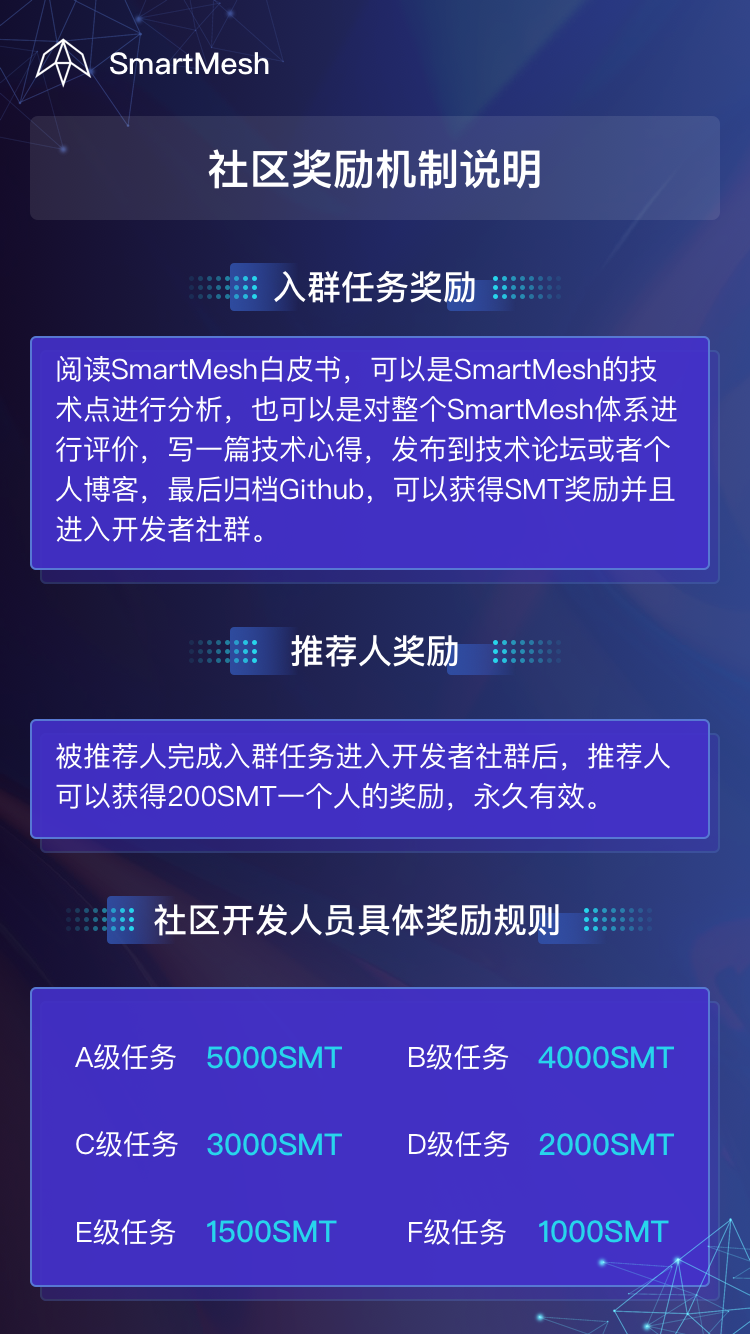 SmartMesh
社区奖励机制说明
入群任务奖励
阅读SmartMesh白皮书，可以是SmartMesh的技
术点进行分析，也可以是对整个SmartMesh体系进
行评价，写一篇技术心得，发布到技术论坛或者个
人博客，最后归档Github，可以获得SMT奖励并且
进入开发者社群。
推荐人奖励
被推荐人完成入群任务进入开发者社群后，推荐人
可以获得200SMT一个人的奖励，永久有效。
社区开发人员具体奖励规则
A级任务 5000SMT B级任务 4000SMT
C级任务 3000SMT D级任务 2000SMT
E级任务 1500SMT F级任务 1000SMT